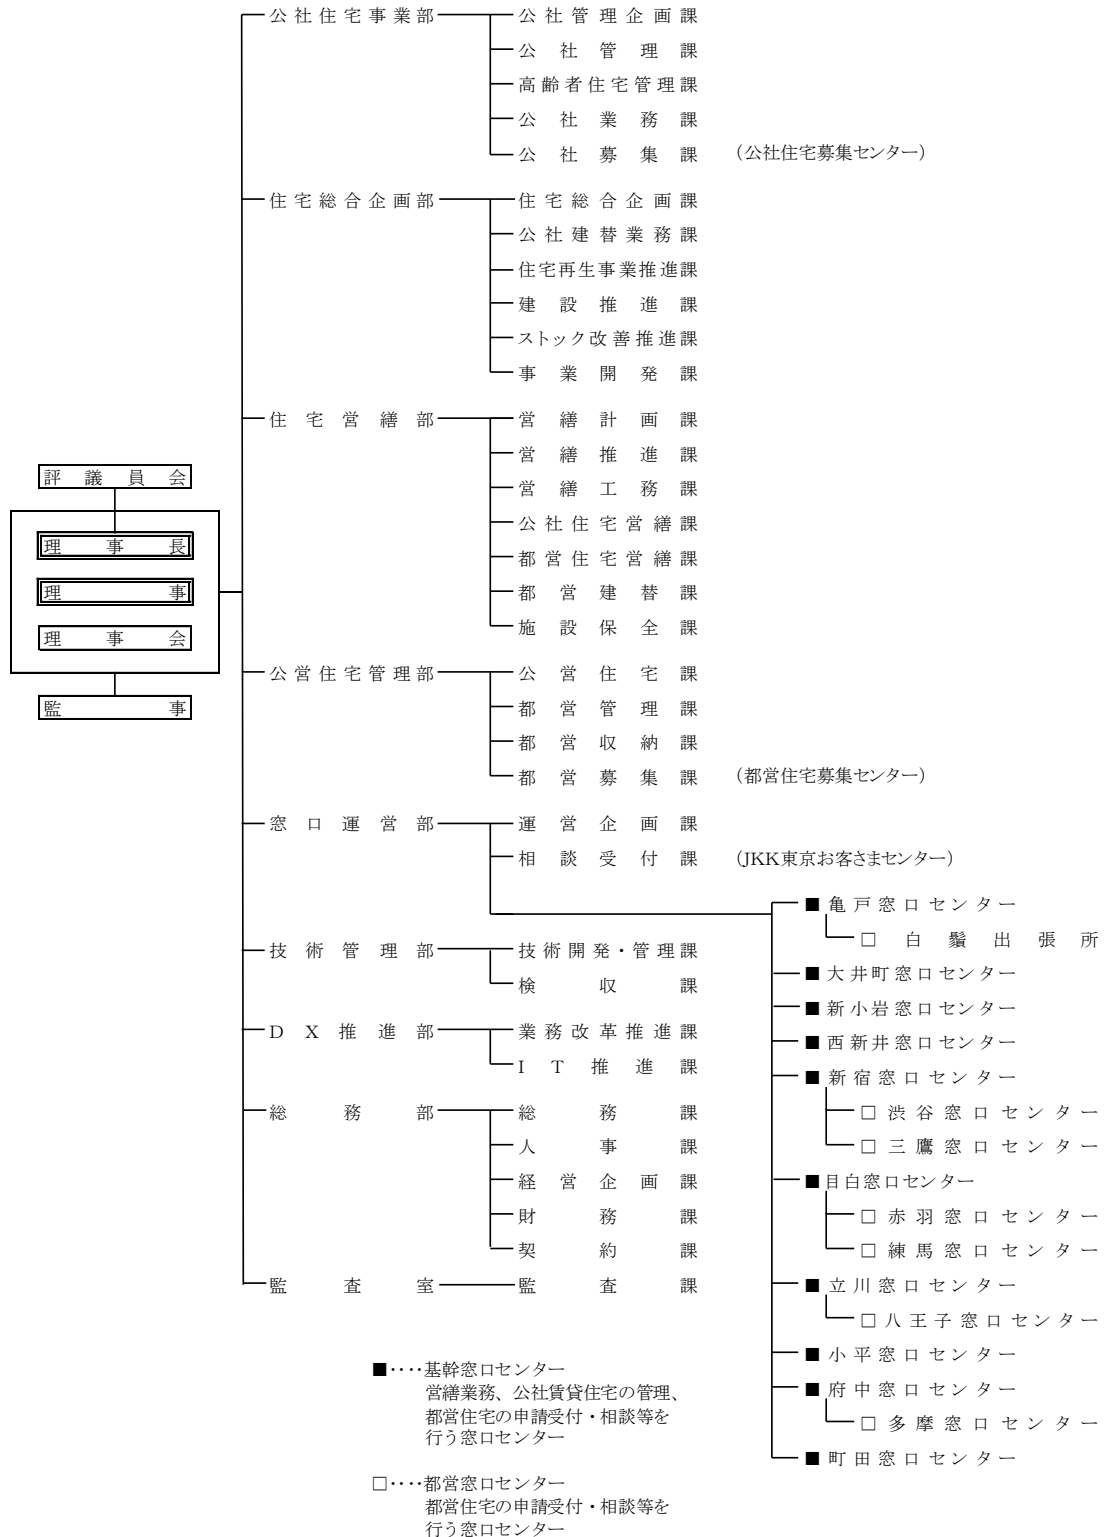 評議員会
理事長
理事
理事会
監事
公社住宅事業部
公社管理企画課
公社管理課
高齢者住宅管理課
公社業務課
公社募集課 (公社住宅募集センター)
住宅総合企画部
住宅総合企画課
公社建替業務課
住宅再生事業推進課
建設推進課
ストック改善推進課
事業開発課
住宅営繕部
営繕計画課
営繕推進課
営繕工務課
公社住宅営繕課
都営住宅営繕課
都営建替課
施設保全課
公営住宅管理部
公営住宅課
都営管理課
都営収納課
都営募集課 (都営住宅募集センター)
窓口運営部
運営企画課
相談受付課 (JKK東京お客さまセンター)
■亀戸窓口センター
□白鬚出張所
■大井町窓口センター
■新小岩窓口センター
■西新井窓口センター
■新宿窓口センター
□渋谷窓口センター
□三鷹窓口センター
■目白窓口センター
□赤羽窓口センター
□練馬窓口センター
■立川窓口センター
□八王子窓口センター
■小平窓口センター
■府中窓口センター
□多摩窓口センター
■町田窓口センター
技術管理部
技術開発・管理課
検収課
DX推進部
業務改革推進課
IT推進課
総務部
総務課
人事課
経営企画課
財務課
契約課
監査室
監査課
■‥‥基幹窓口センター
営繕業務、公社賃貸住宅の管理、
都営住宅の申請受付・相談等を
行う窓口センター
□‥‥都営窓口センター
都営住宅の申請受付・相談等を
行う窓口センター